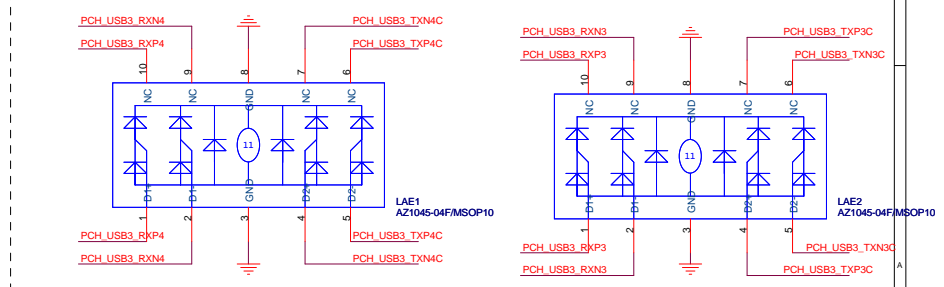 PCH_USB3_RXN4
PCH_USB3_TXN4C
PCH_USB3_RXP4
PCH_USB3_TXP4C
10
9
8
7
6
NC
NC
GND
NC
NC
11
D1+
D1-
GND
D2+
D2-
LAE1
AZ1045-04F/MSOP10
1
2
3
4
5
PCH_USB3_RXP4
PCH_USB3_TXP4C
PCH_USB3_RXN4
PCH_USB3_TXN4C
PCH_USB3_RXN3
PCH_USB3_TXP3C
PCH_USB3_RXP3
PCH_USB3_TXN3C
10
9
8
7
6
NC
NC
GND
NC
NC
11
D1+
D1-
GND
D2+
D2-
LAE2
AZ1045-04F/MSOP10
1
2
3
4
5
PCH_USB3_RXP3
PCH_USB3_TXN3C
PCH_USB3_RXN3
PCH_USB3_TXP3C
A